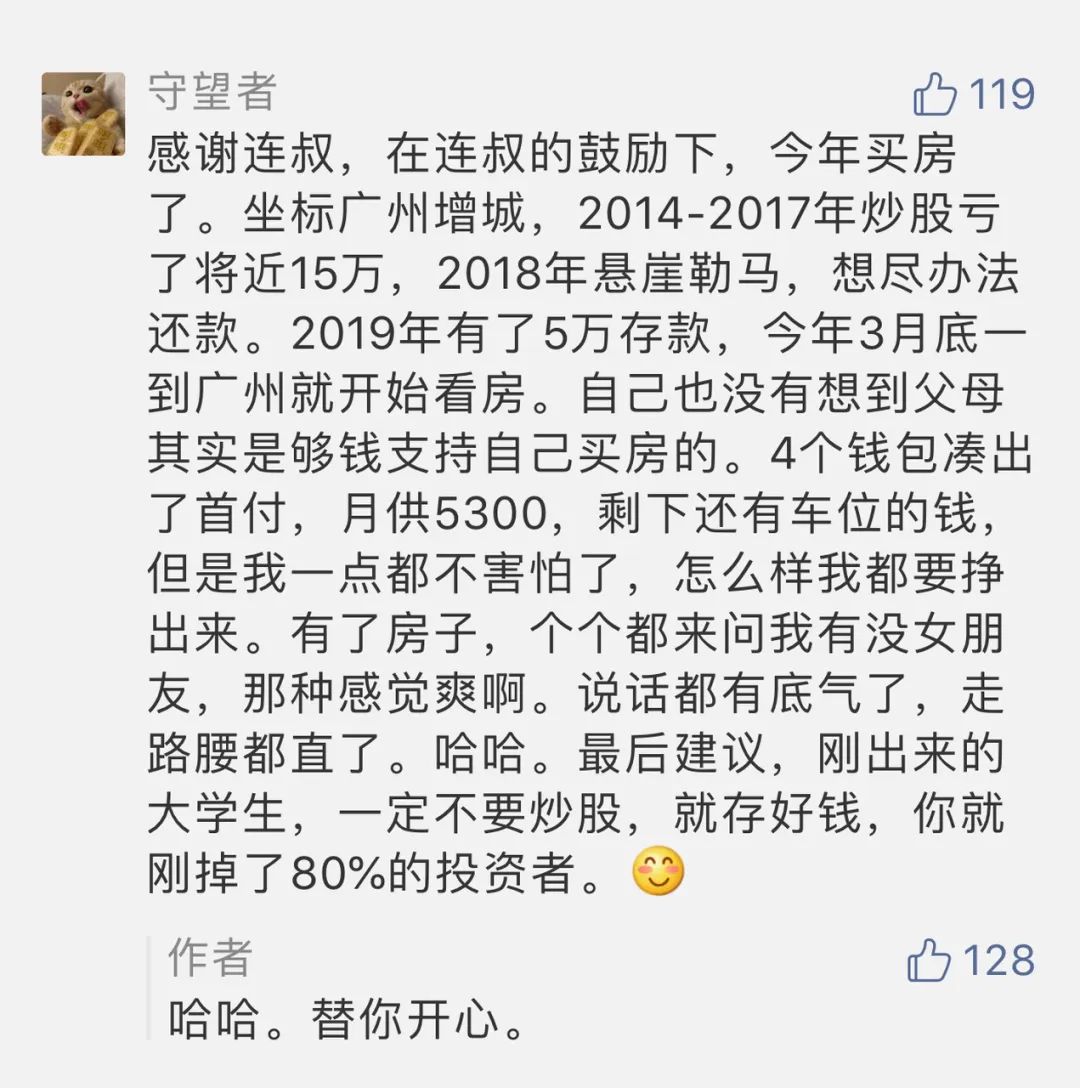 守望者
119
感谢连叔，在连叔的鼓励下，今年买房
了。坐标广州增城，2014-2017年炒股亏
了将近15万，2018年悬崖勒马，想尽办法
还款。2019年有了5万存款，今年3月底一
到广州就开始看房。自己也没有想到父母
其实是够钱支持自己买房的。4个钱包凑出
了首付，月供5300，剩下还有车位的钱，
但是我一点都不害怕了，怎么样我都要挣
出来。有了房子，个个都来问我有没女朋
友，那种感觉爽啊。说话都有底气了，走
路腰都直了。哈哈。最后建议，刚出来的
大学生，一定不要炒股，就存好钱，你就
刚掉了80%的投资者。😊
作者
128
哈哈。替你开心。